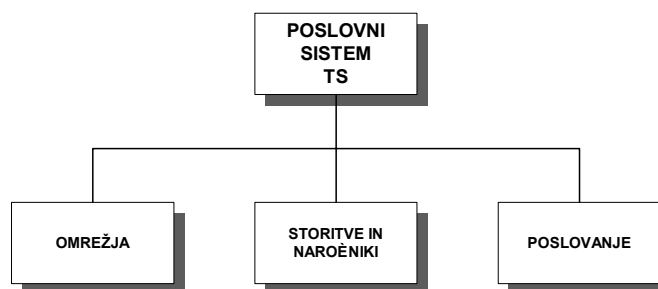 POSLOVNI
SISTEM
TS
OMREŽJA
STORITVE IN
NAROÈNIKI
POSLOVANJE